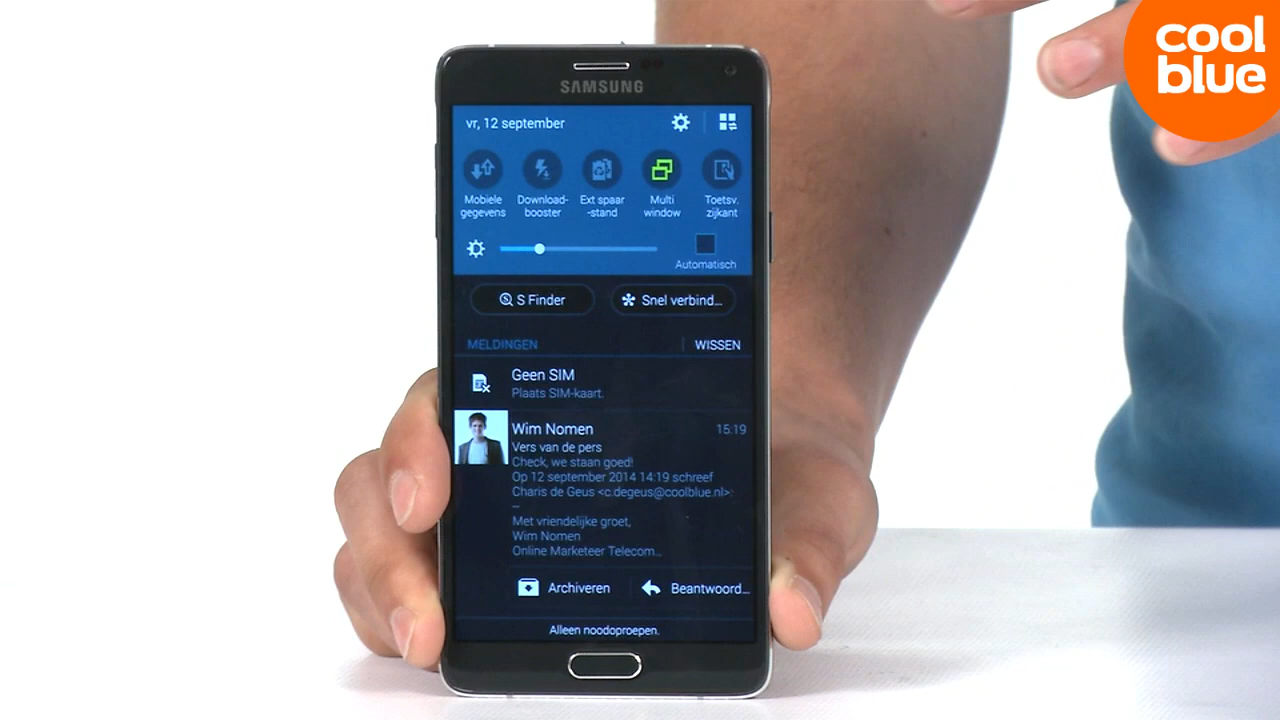 cool
blue
SAMSUNG
vr, 12 september
Mobiele
gegevens
Download-
booster
Ext spaar
-stand
Multi
window
Toetsv.
zijkant
Automatisch
S Finder
Snel verbind...
MELDINGEN
WISSEN
Geen SIM
Plaats SIM-kaart.
Wim Nomen 15:19
Vers van de pers
Check, we staan goed!
Op 12 september 2014 14:19 schreef
Charis de Geus <c.degeus@coolblue.nl>:
--
Met vriendelijke groet,
Wim Nomen
Online Marketeer Telecom...
Archiveren
Beantwoord...
Alleen noodoproepen.